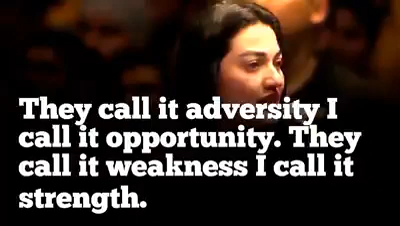 They call it adversity I
call it opportunity. They
call it weakness I call it
strength.